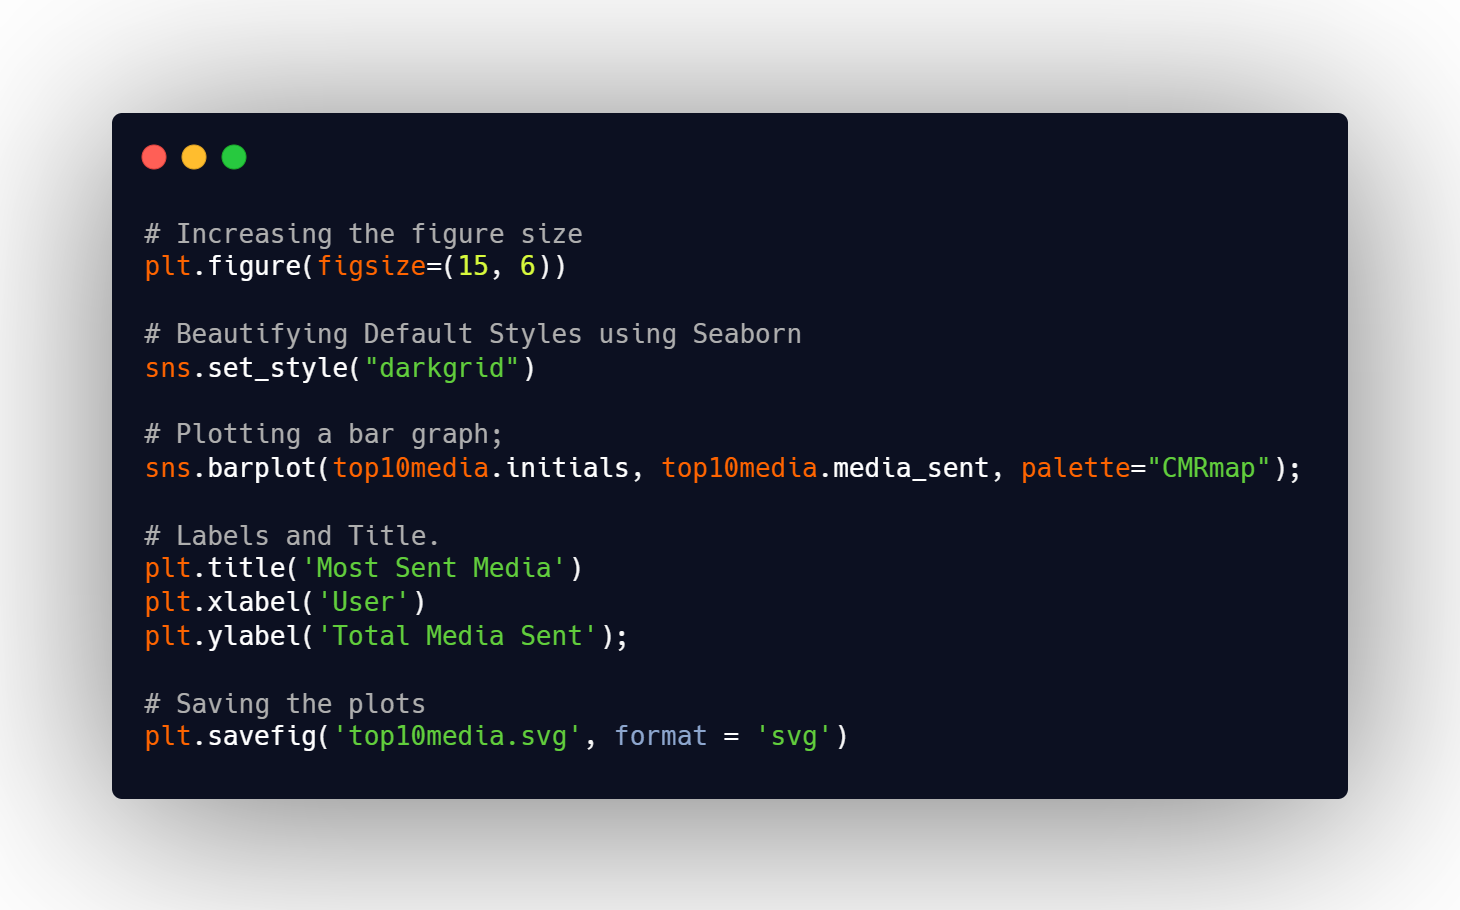 # Increasing the figure size
plt.figure(figsize=(15, 6))
# Beautifying Default Styles using Seaborn
sns.set_style("darkgrid")
# Plotting a bar graph;
sns.barplot(top10media.initials, top10media.media_sent, palette="CMRmap");
# Labels and Title.
plt.title('Most Sent Media')
plt.xlabel('User')
plt.ylabel('Total Media Sent');
# Saving the plots
plt.savefig('top10media.svg', format = 'svg')